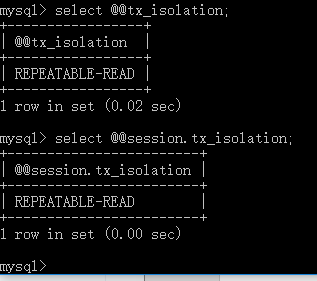 mysql> select @@tx_isolation;
+-----------------+
| @@tx_isolation  |
+-----------------+
| REPEATABLE-READ |
+-----------------+
1 row in set (0.02 sec)
mysql> select @@session.tx_isolation;
+------------------------+
| @@session.tx_isolation |
+------------------------+
| REPEATABLE-READ        |
+------------------------+
1 row in set (0.00 sec)
mysql>